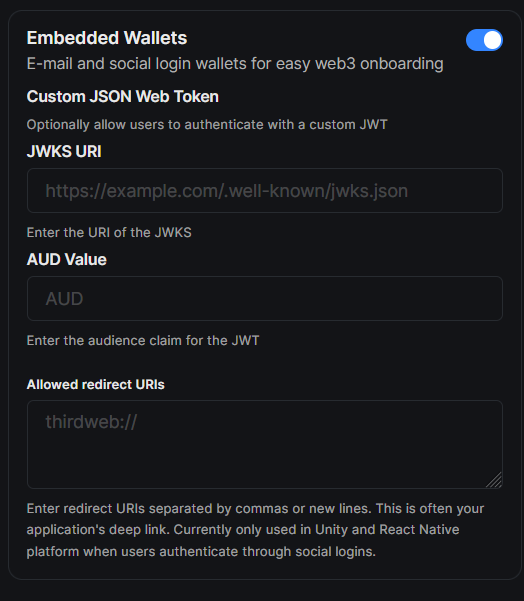 Embedded Wallets
E-mail and social login wallets for easy web3 onboarding
Custom JSON Web Token
Optionally allow users to authenticate with a custom JWT
JWKS URI
https://example.com/.well-known/jwks.json
Enter the URI of the JWKS
AUD Value
AUD
Enter the audience claim for the JWT
Allowed redirect URIs
thirdweb://
Enter redirect URIs separated by commas or new lines. This is often your
application's deep link. Currently only used in Unity and React Native
platform when users authenticate through social logins.